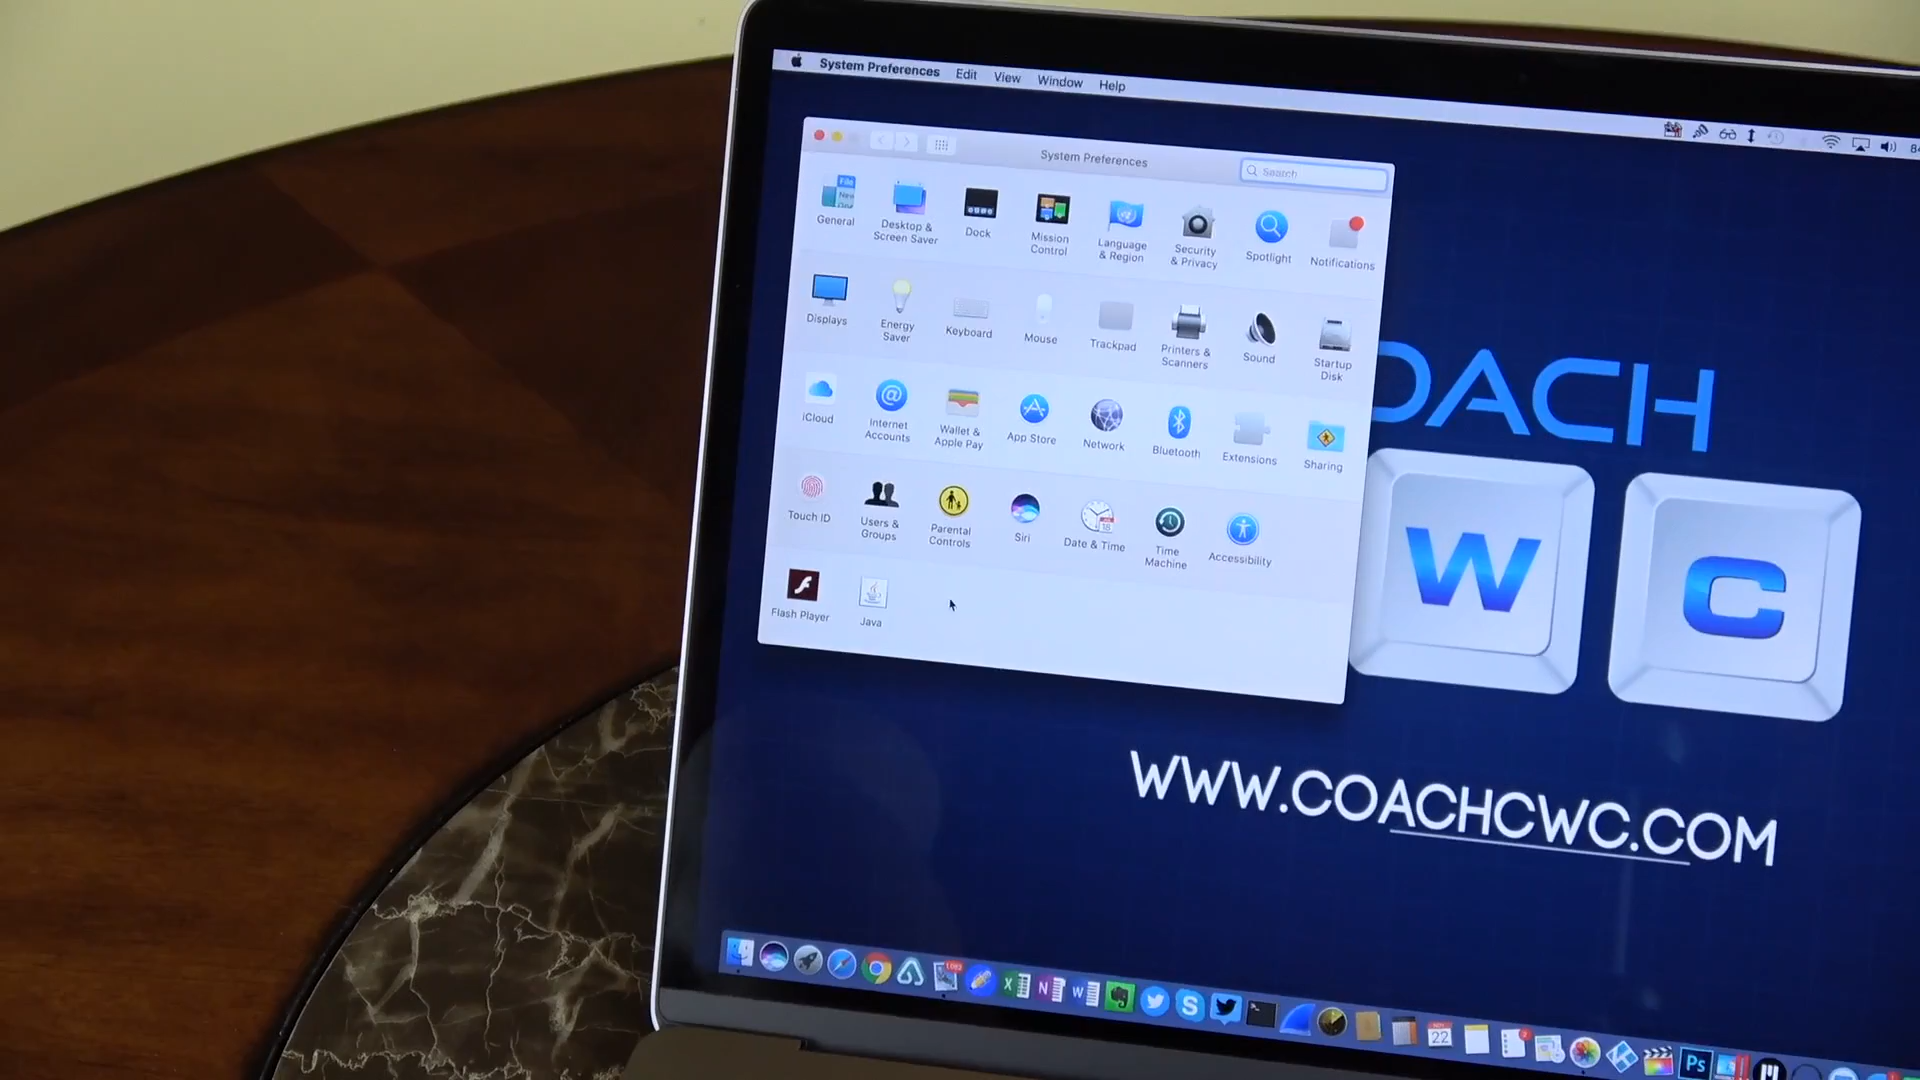 System Preferences Edit View Window Help
System Preferences
Search
General
Desktop &
Screen Saver
Dock
Mission
Control
Language
& Region
Security
& Privacy
Spotlight
Notifications
Displays
Energy
Saver
Keyboard
Mouse
Trackpad
Printers &
Scanners
Sound
Startup
Disk
iCloud
Internet
Accounts
Wallet &
Apple Pay
App Store
Network
Bluetooth
Extensions
Sharing
Touch ID
Users &
Groups
Parental
Controls
Siri
Date & Time
Time
Machine
Accessibility
Flash Player
Java
OACH
W C
WWW.COACHCWC.COM
22
Ps